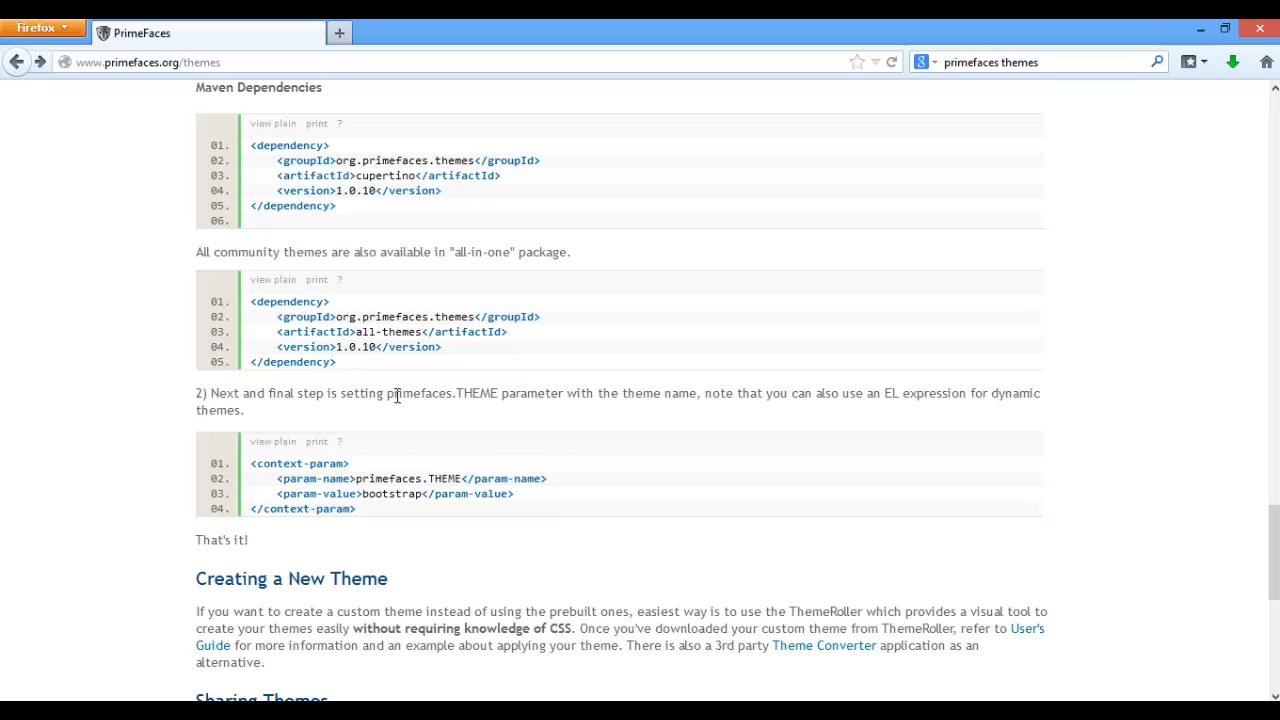 Firefox
PrimeFaces
www.primefaces.org/themes
primefaces themes
Maven Dependencies
view plain print ?
01. <dependency>
02. <groupId>org.primefaces.themes</groupId>
03. <artifactId>cupertino</artifactId>
04. <version>1.0.10</version>
05. </dependency>
06.
All community themes are also available in "all-in-one" package.
view plain print ?
01. <dependency>
02. <groupId>org.primefaces.themes</groupId>
03. <artifactId>all-themes</artifactId>
04. <version>1.0.10</version>
05. </dependency>
2) Next and final step is setting primefaces.THEME parameter with the theme name, note that you can also use an EL expression for dynamic
themes.
view plain print ?
01. <context-param>
02. <param-name>primefaces.THEME</param-name>
03. <param-value>bootstrap</param-value>
04. </context-param>
That's it!
Creating a New Theme
If you want to create a custom theme instead of using the prebuilt ones, easiest way is to use the ThemeRoller which provides a visual tool to
create your themes easily without requiring knowledge of CSS. Once you've downloaded your custom theme from ThemeRoller, refer to User's
Guide for more information and an example about applying your theme. There is also a 3rd party Theme Converter application as an
alternative.
Sharing Themes